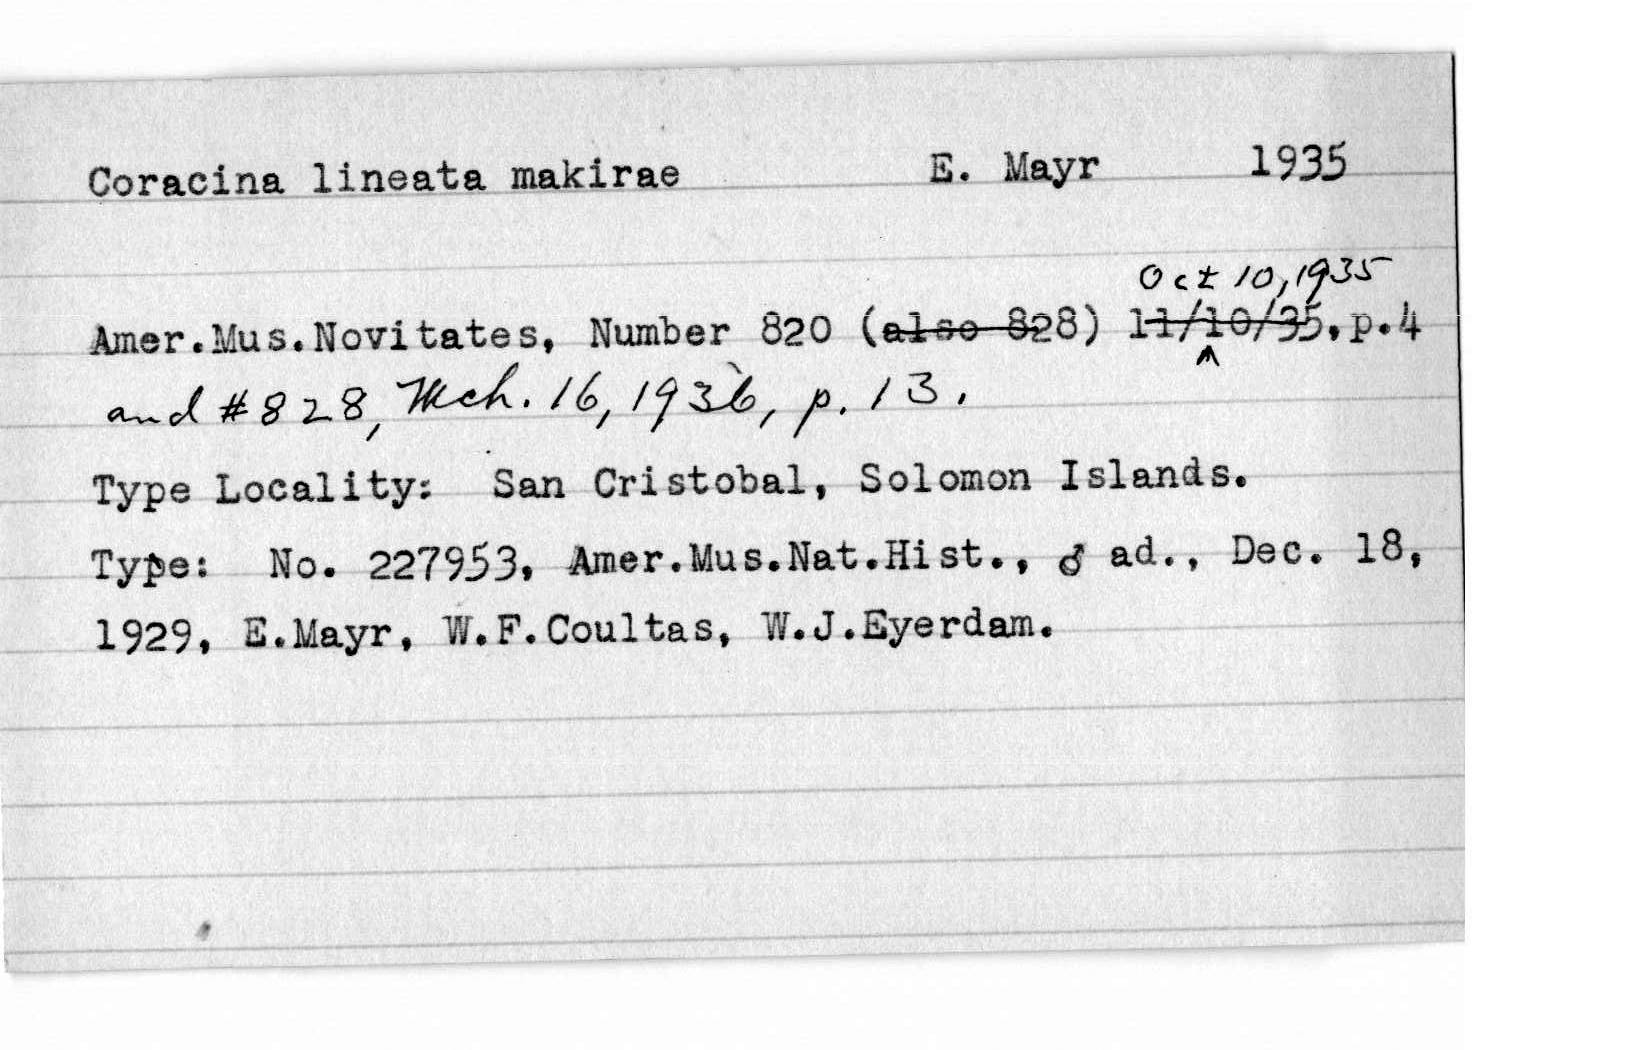 Coracina lineata makirae E. Mayr 1935
Oct 10, 1935
Amer.Mus.Novitates, Number 820 (also 828) 11/10/35, p.4
and #828, Mch. 16, 1936, p. 13.
Type Locality: San Cristobal, Solomon Islands.
Type: No. 227953, Amer.Mus.Nat.Hist., ♂ ad., Dec. 18,
1929, E.Mayr, W.F.Coultas, W.J.Eyerdam.